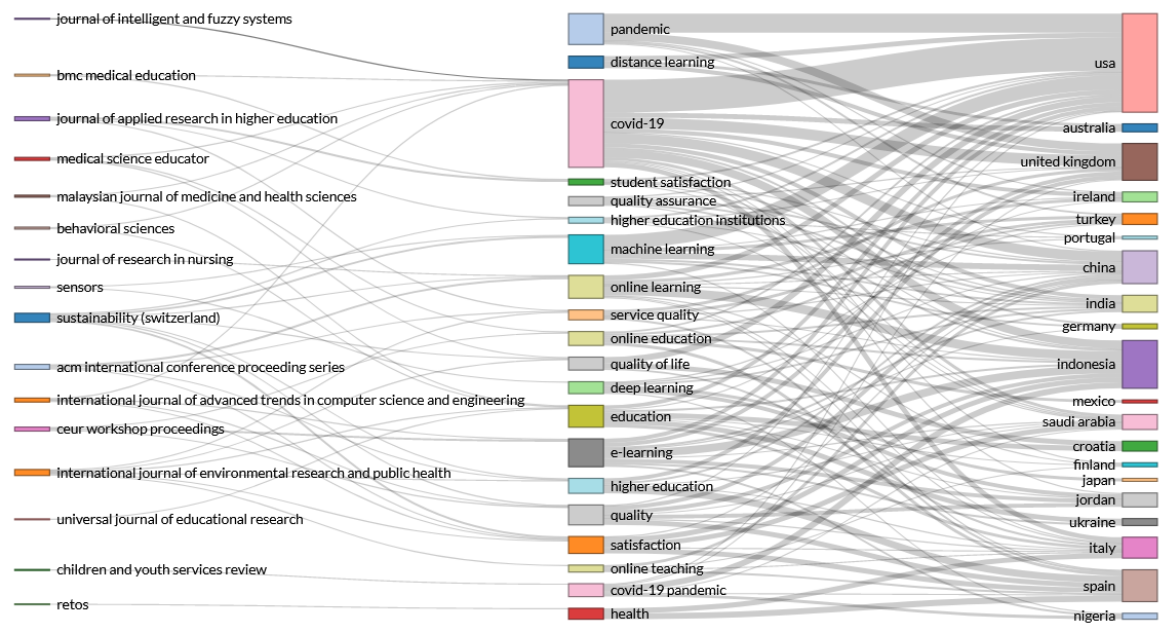 journal of intelligent and fuzzy systems
bmc medical education
journal of applied research in higher education
medical science educator
malaysian journal of medicine and health sciences
behavioral sciences
journal of research in nursing
sensors
sustainability (switzerland)
acm international conference proceeding series
international journal of advanced trends in computer science and engineering
ceur workshop proceedings
international journal of environmental research and public health
universal journal of educational research
children and youth services review
retos
pandemic
distance learning
covid-19
student satisfaction
quality assurance
higher education institutions
machine learning
online learning
service quality
online education
quality of life
deep learning
education
e-learning
higher education
quality
satisfaction
online teaching
covid-19 pandemic
health
usa
australia
united kingdom
ireland
turkey
portugal
china
india
germany
indonesia
mexico
saudi arabia
croatia
finland
japan
jordan
ukraine
italy
spain
nigeria